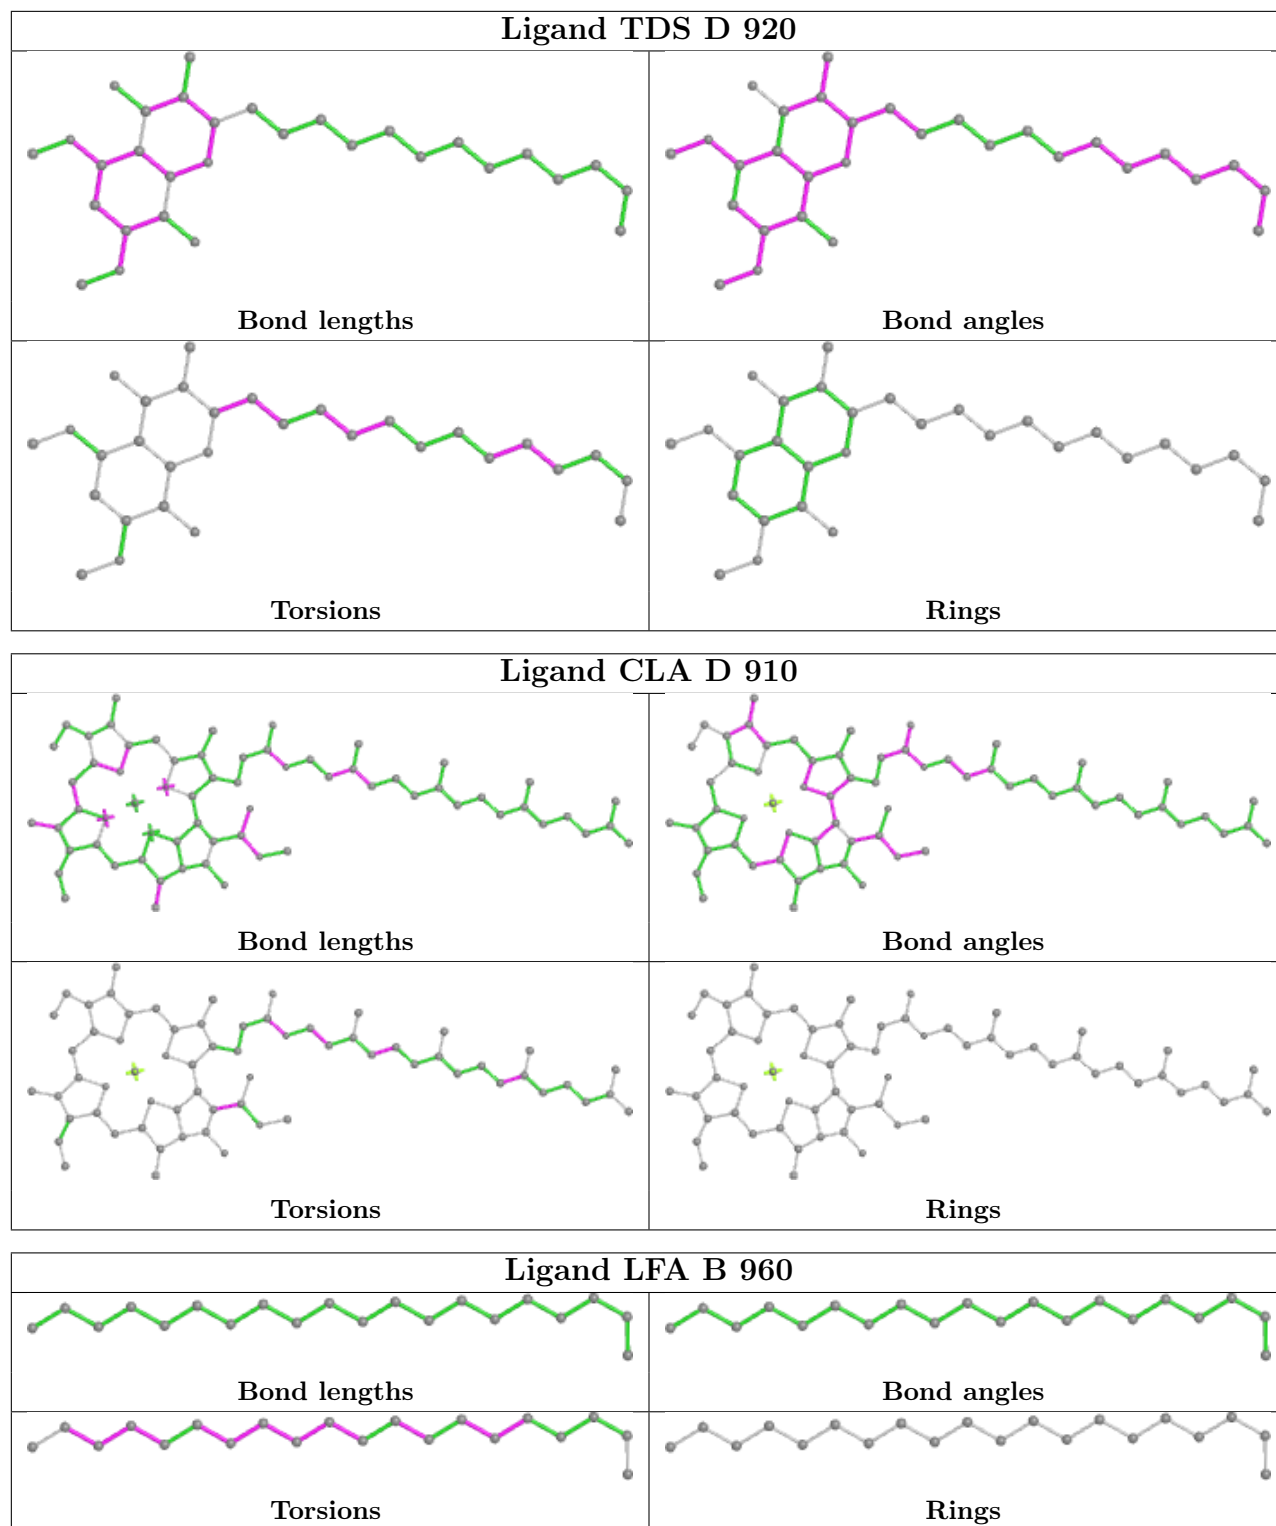 Ligand TDS D 920
Bond lengths
Bond angles
Torsions
Rings
Ligand CLA D 910
Bond lengths
Bond angles
Torsions
Rings
Ligand LFA B 960
Bond lengths
Bond angles
Torsions
Rings